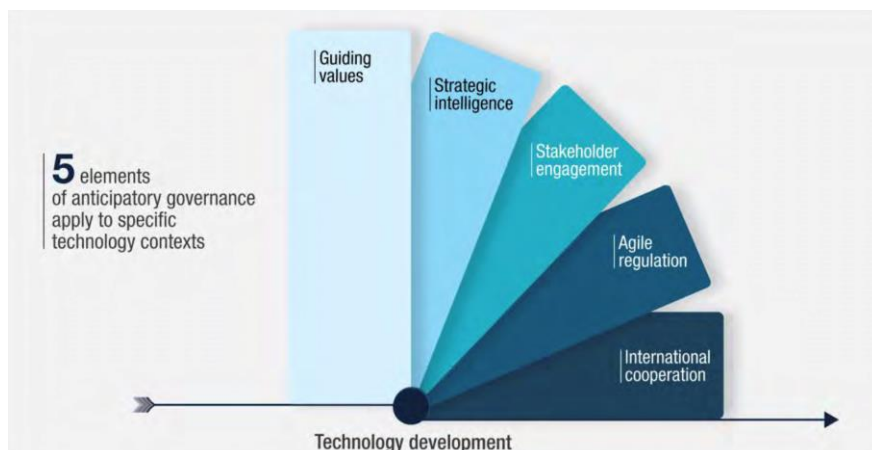 5 elements
of anticipatory governance
apply to specific
technology contexts
Guiding
values
Strategic
intelligence
Stakeholder
engagement
Agile
regulation
International
cooperation
Technology development